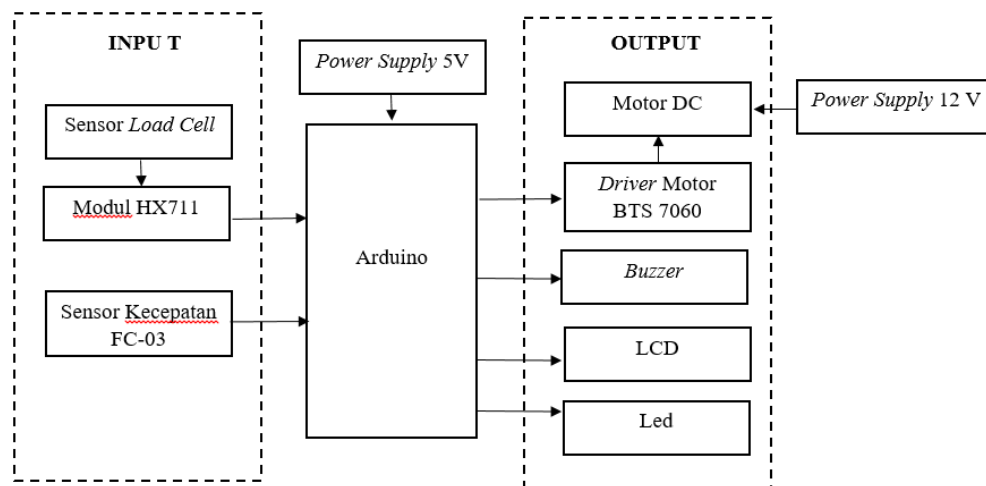 INPU T
Sensor Load Cell
Modul HX711
Sensor Kecepatan
FC-03
Power Supply 5V
Arduino
OUTPUT
Motor DC
Driver Motor
BTS 7060
Buzzer
LCD
Led
Power Supply 12 V